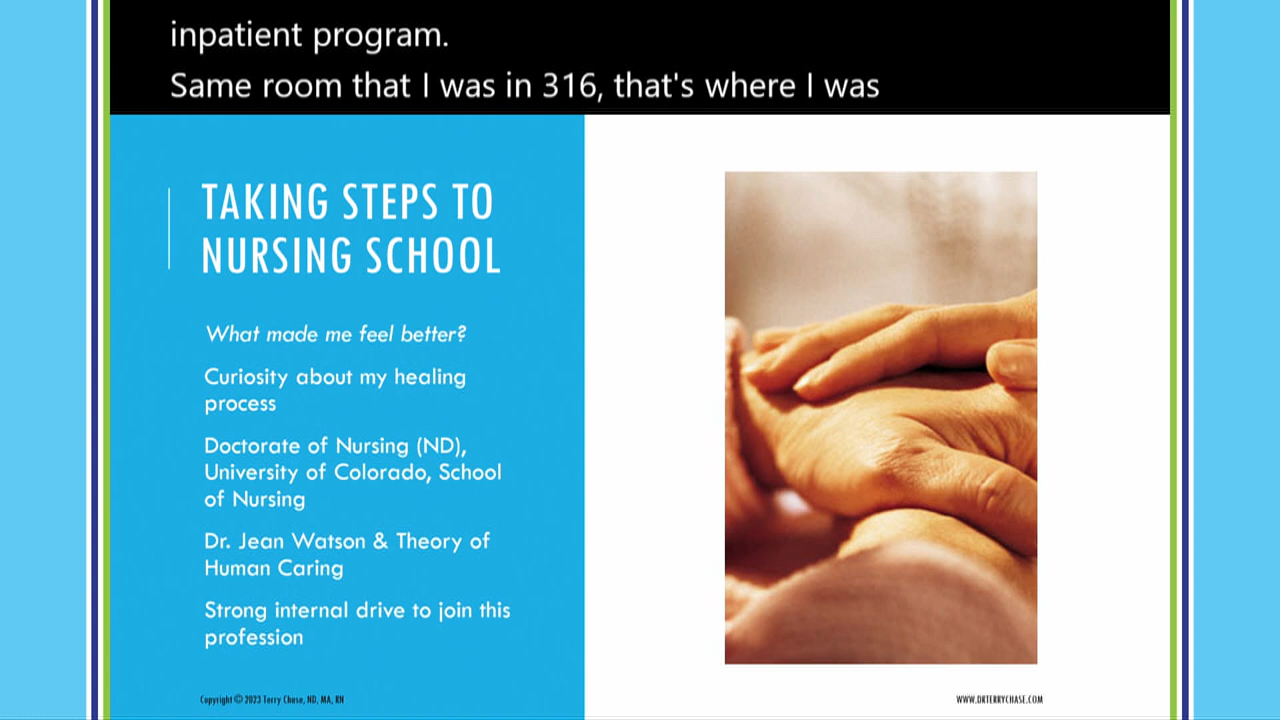 inpatient program.
Same room that I was in 316, that's where I was
TAKING STEPS TO
NURSING SCHOOL
What made me feel better?
Curiosity about my healing
process
Doctorate of Nursing (ND),
University of Colorado, School
of Nursing
Dr. Jean Watson & Theory of
Human Caring
Strong internal drive to join this
profession
Copyright © 2023 Terry Chase, ND, MA, RN
WWW.DRTERRYCHASE.COM